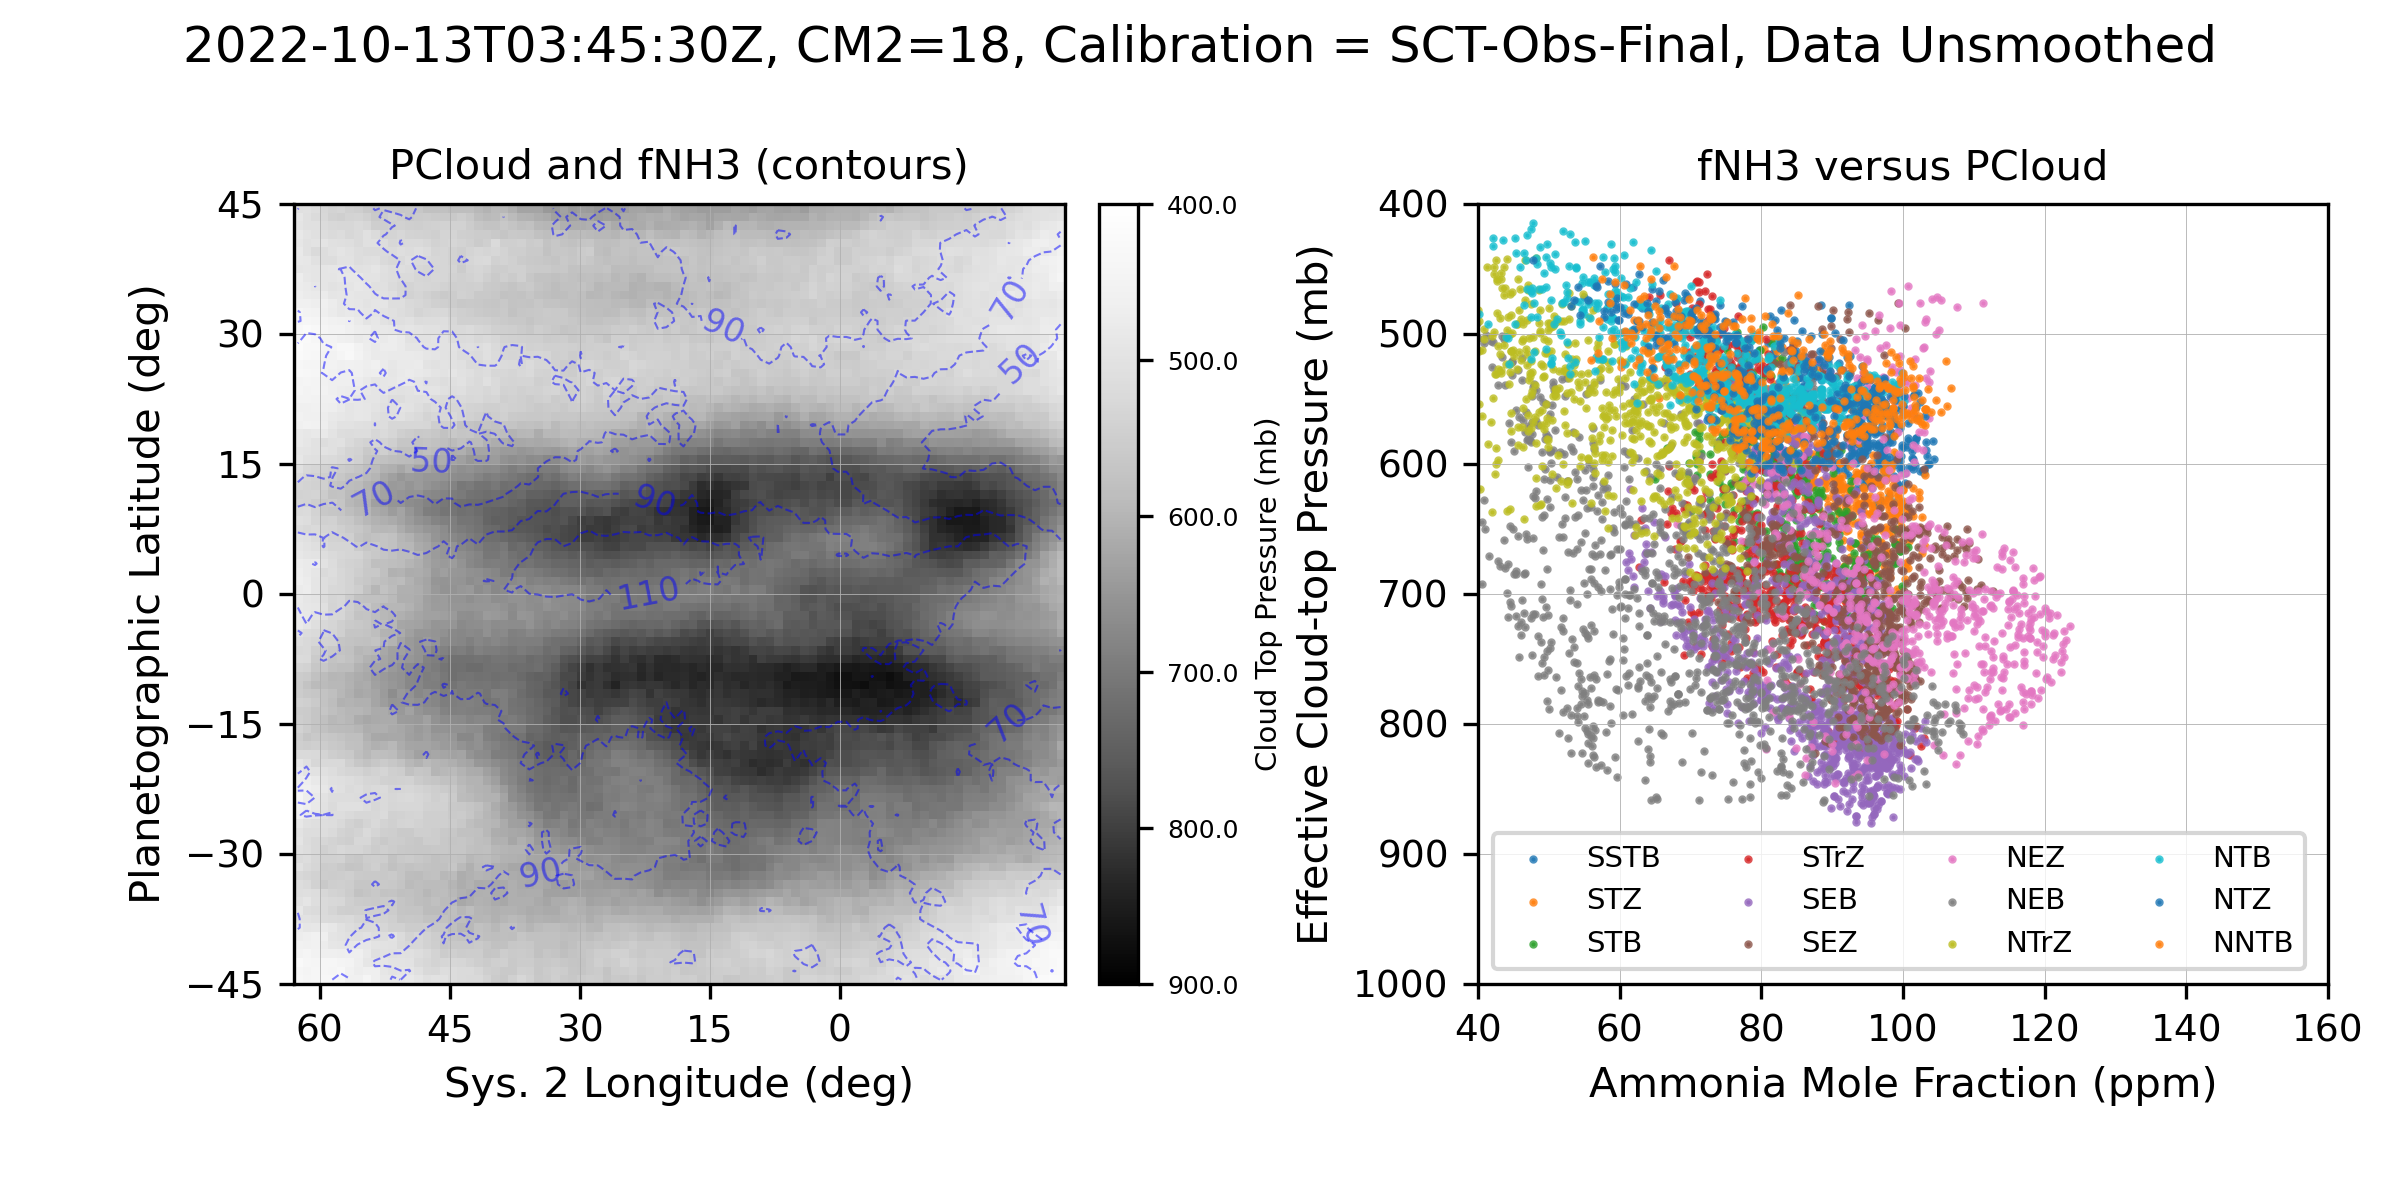 2022-10-13T03:45:30Z, CM2=18, Calibration = SCT-Obs-Final, Data Unsmoothed
PCloud and fNH3 (contours)
45
30
15
0
−15
−30
−45
Planetographic Latitude (deg)
60
45
30
15
0
Sys. 2 Longitude (deg)
90
70
50
50
70
90
110
70
90
70
400.0
500.0
600.0
700.0
800.0
900.0
Cloud Top Pressure (mb)
fNH3 versus PCloud
400
500
600
700
800
900
1000
Effective Cloud-top Pressure (mb)
SSTB
STZ
STB
STrZ
SEB
SEZ
NEZ
NEB
NTrZ
NTB
NTZ
NNTB
40
60
80
100
120
140
160
Ammonia Mole Fraction (ppm)